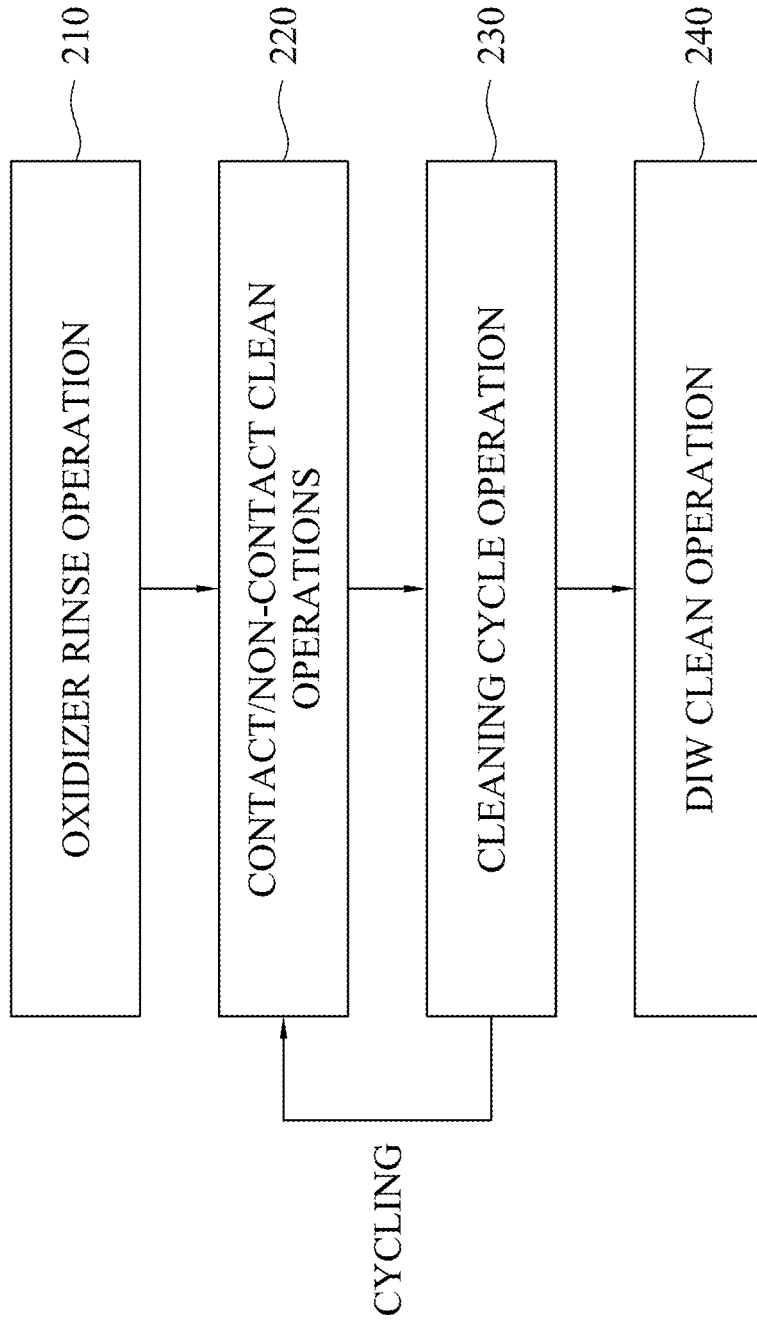 OXIDIZER RINSE OPERATION
210
CONTACT/NON-CONTACT CLEAN
OPERATIONS
220
CYCLING
CLEANING CYCLE OPERATION
230
DIW CLEAN OPERATION
240